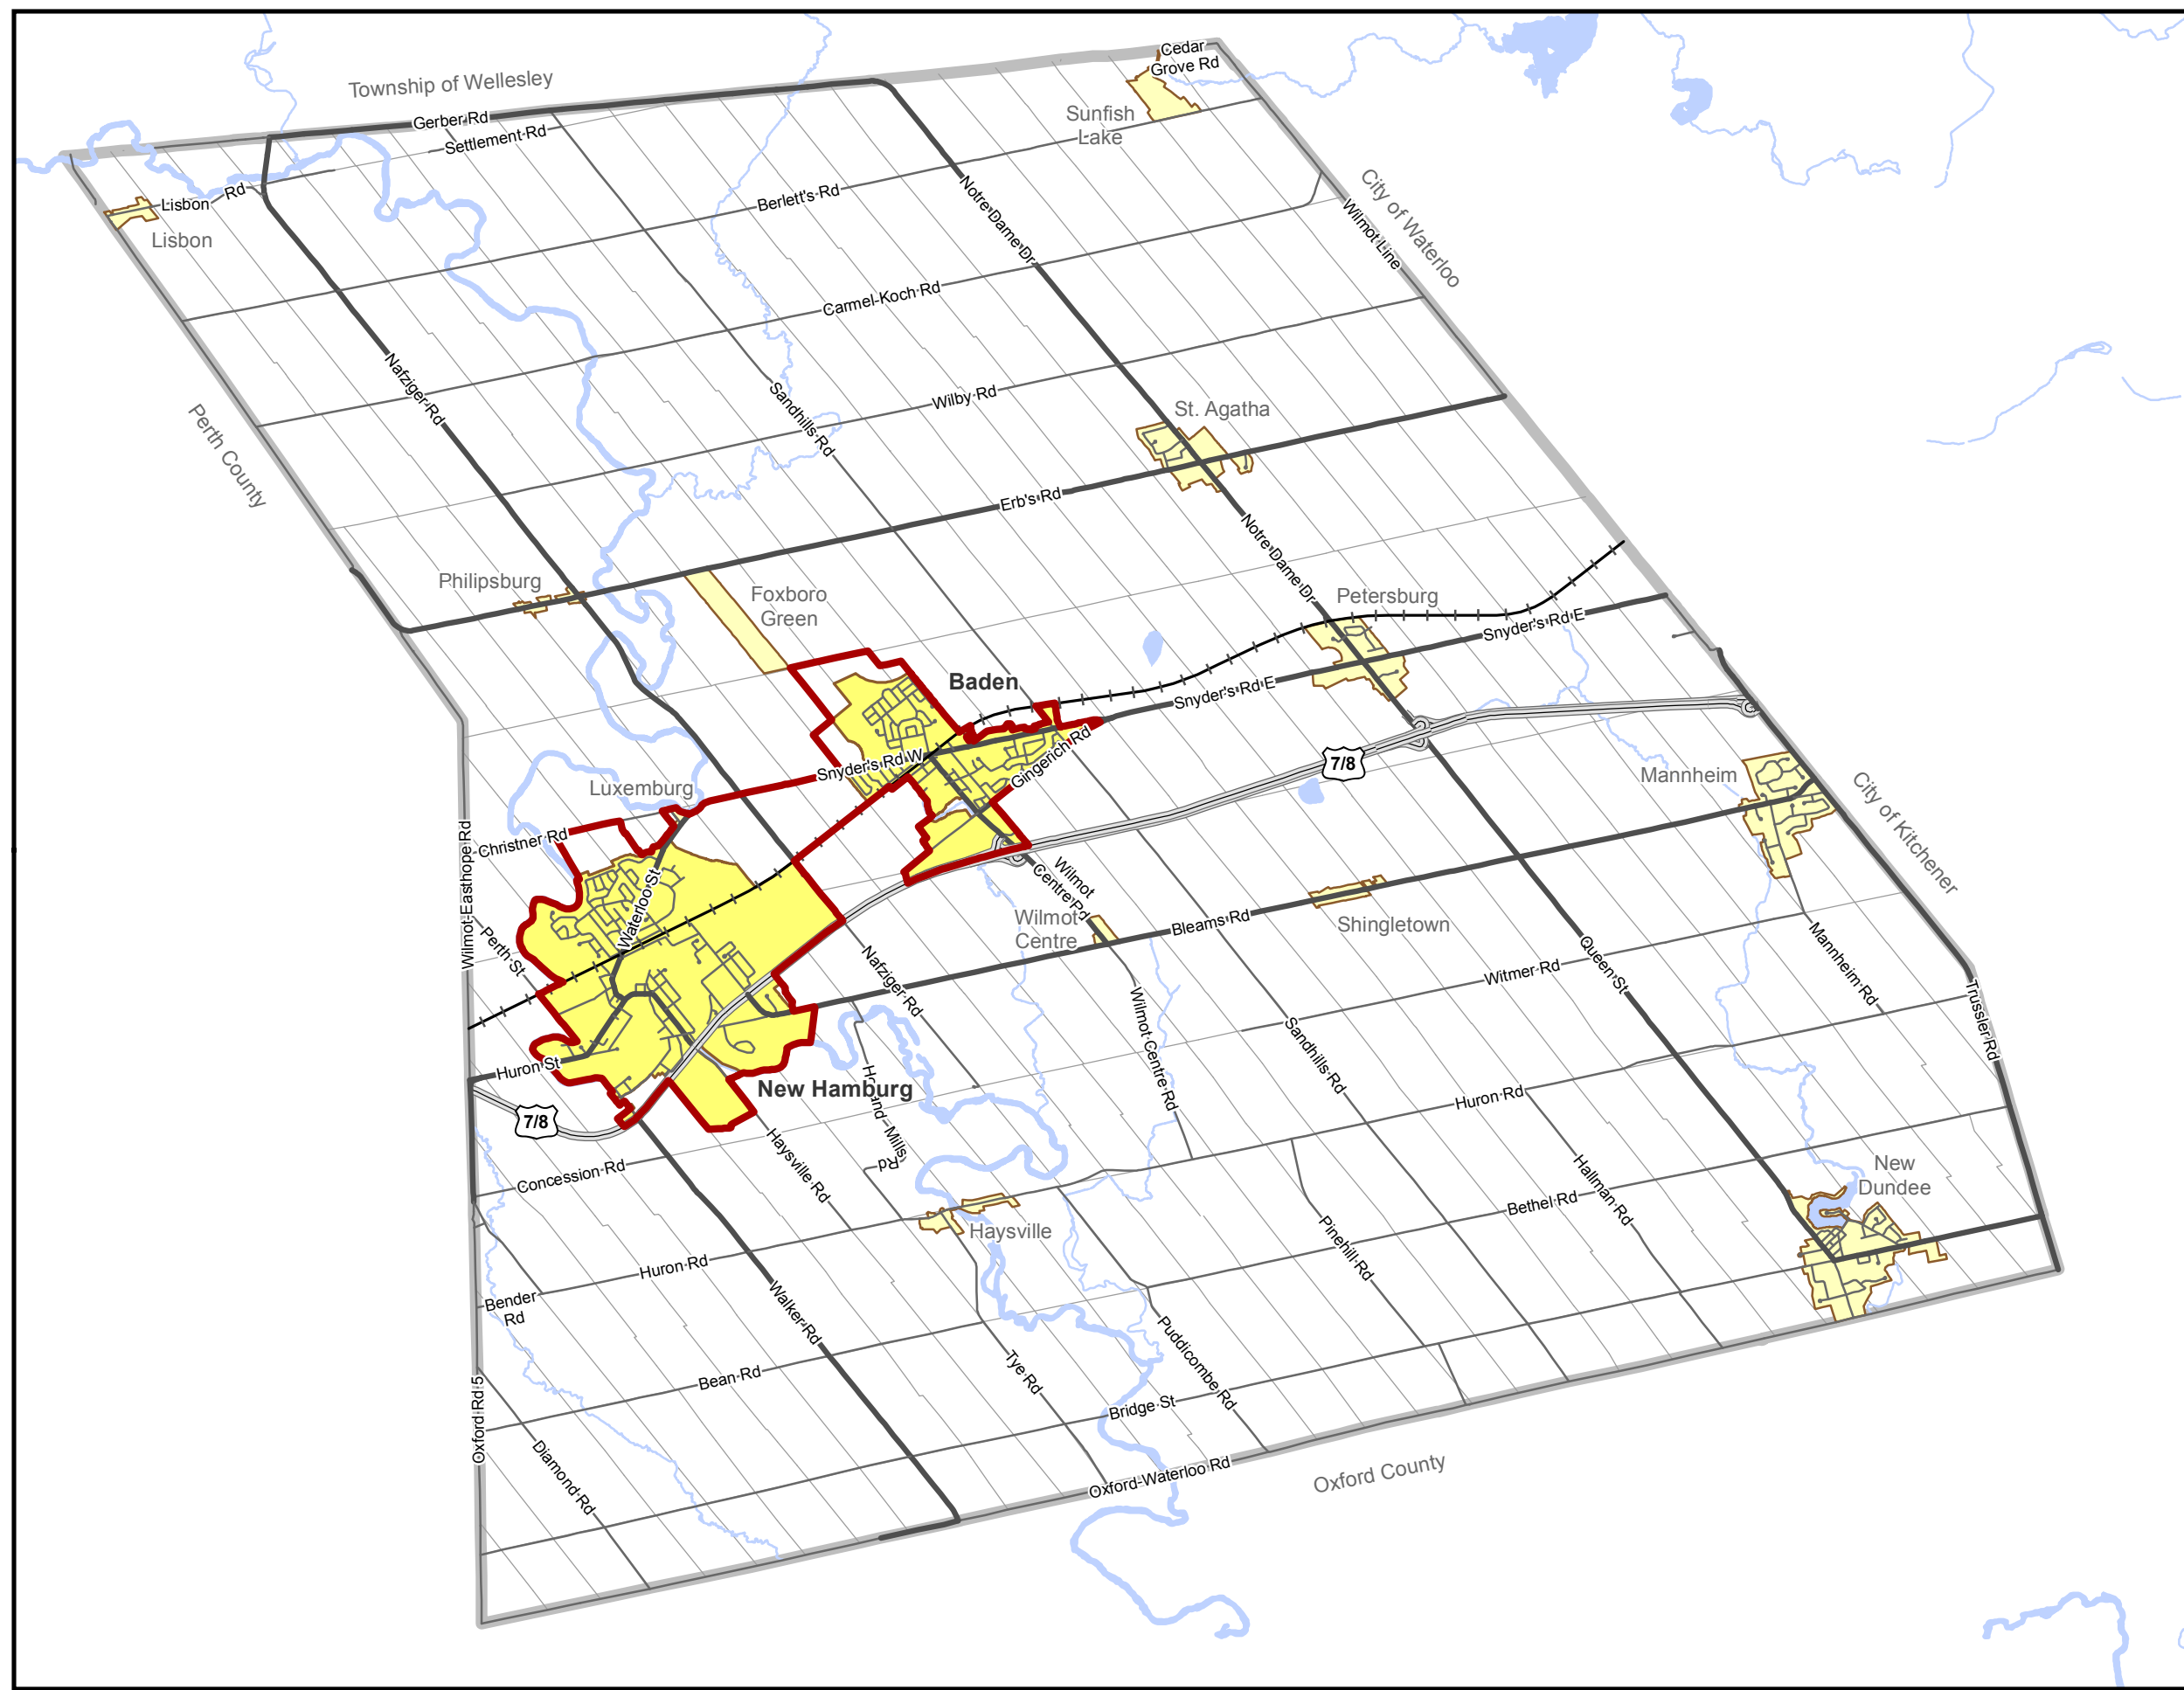 Cedar
Grove Rd
Township of Wellesley
Gerber Rd
Settlement Rd
Sunfish
Lake
Lisbon Rd
Lisbon
Berlett's Rd
Notre Dame Dr
City of Waterloo
Wilmot Line
Carmel-Koch Rd
Nafziger Rd
Sandhills Rd
Wilby Rd
St. Agatha
Perth County
Erb's Rd
Notre Dame Dr
Philipsburg
Foxboro
Green
Petersburg
Snyder's Rd E
Baden
Snyder's Rd E
Gingerich Rd
Snyder's Rd W
7/8
Mannheim
Luxemburg
City of Kitchener
Christner Rd
Wilmot-Easthope Rd
Waterloo St
Wilmot
Centre Rd
Wilmot
Centre
Bleams Rd
Shingletown
Perth St
Nafziger Rd
Queen St
Witmer Rd
Mannheim Rd
Trussler Rd
Wilmot Centre Rd
Sandhills Rd
Huron St
New Hamburg
Holland Mills
Rd
Huron Rd
7/8
Haysville Rd
Concession Rd
Hallman Rd
New
Dundee
Bethel Rd
Haysville
Pinehill Rd
Huron Rd
Bender
Rd
Walker Rd
Puddicombe Rd
Tye Rd
Bean Rd
Bridge St
Oxford Rd 5
Diamond Rd
Oxford-Waterloo Rd
Oxford County